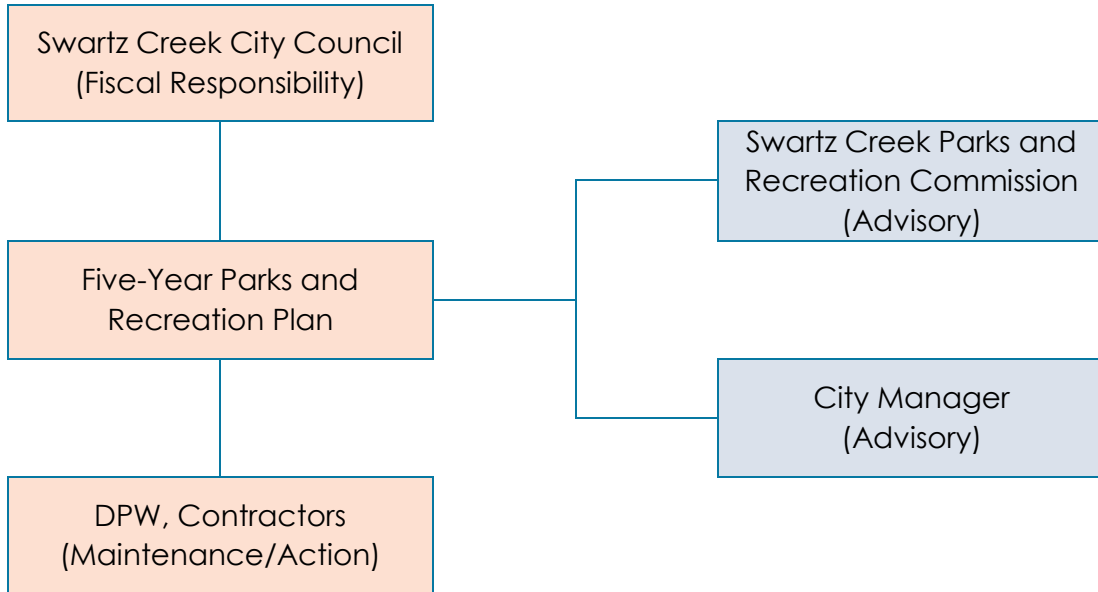 Swartz Creek City Council
(Fiscal Responsibility)
Swartz Creek Parks and
Recreation Commission
(Advisory)
Five-Year Parks and
Recreation Plan
City Manager
(Advisory)
DPW, Contractors
(Maintenance/Action)